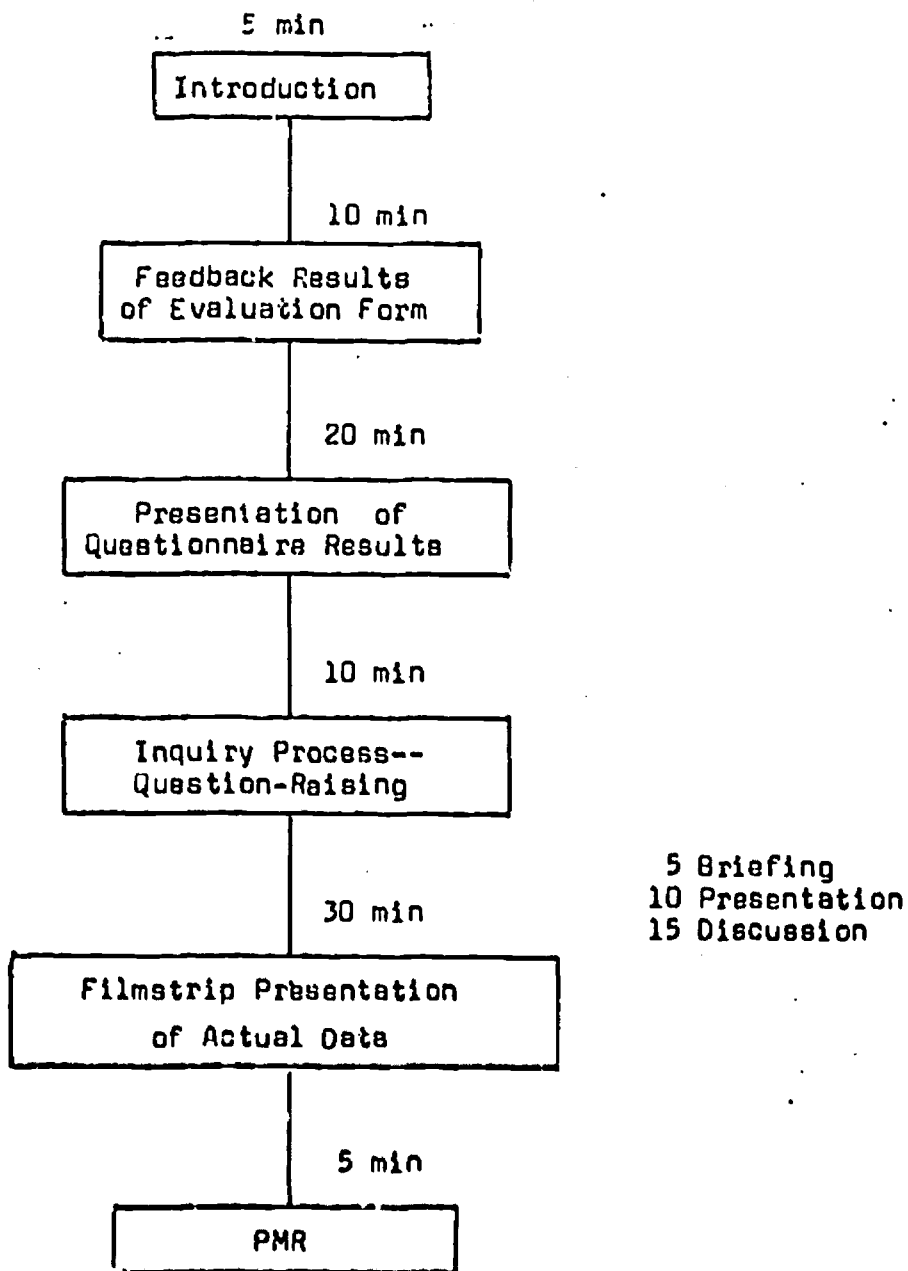 5 min
Introduction
10 min
Feedback Results
of Evaluation Form
20 min
Presentation of
Questionnaire Results
10 min
Inquiry Process--
Question-Raising
30 min
5 Briefing
10 Presentation
15 Discussion
Filmstrip Presentation
of Actual Data
5 min
PMR